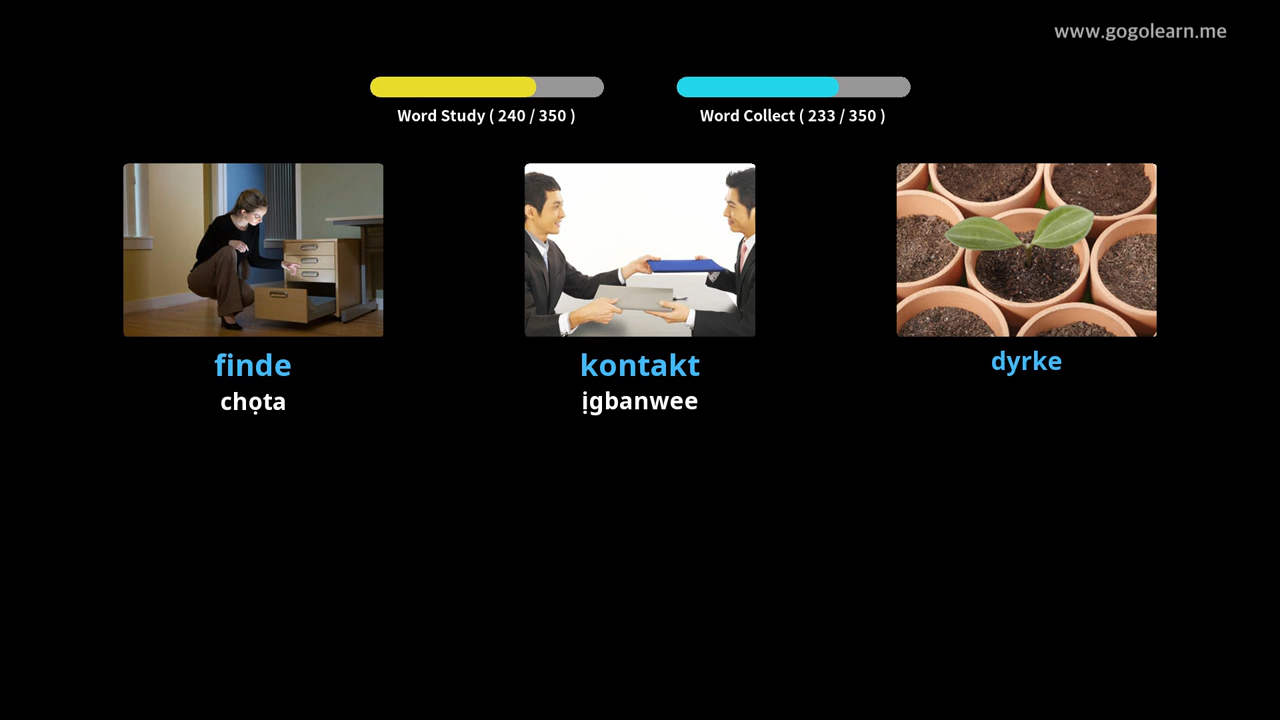 www.gogolearn.me
Word Study ( 240 / 350 )
Word Collect ( 233 / 350 )
finde
kontakt
dyrke
chọta
ịgbanwee